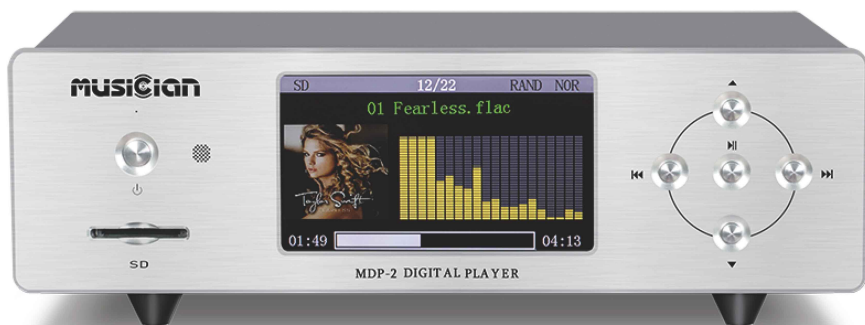 MUSICIAN
SD 12/22 RAND NOR
01 Fearless.flac
Taylor Swift
01:49 04:13
SD
MDP-2 DIGITAL PLAYER